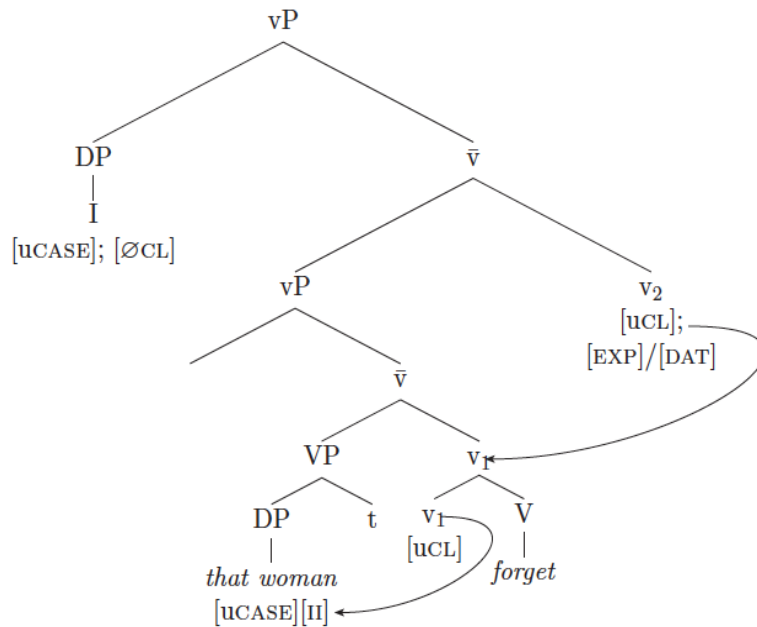 vP
DP v̄
I
[uCASE]; [∅CL]
vP v₂
[uCL];
[EXP]/[DAT]
v̄
VP v₁
DP t v₁ V
[uCL]
that woman forget
[uCASE][II]